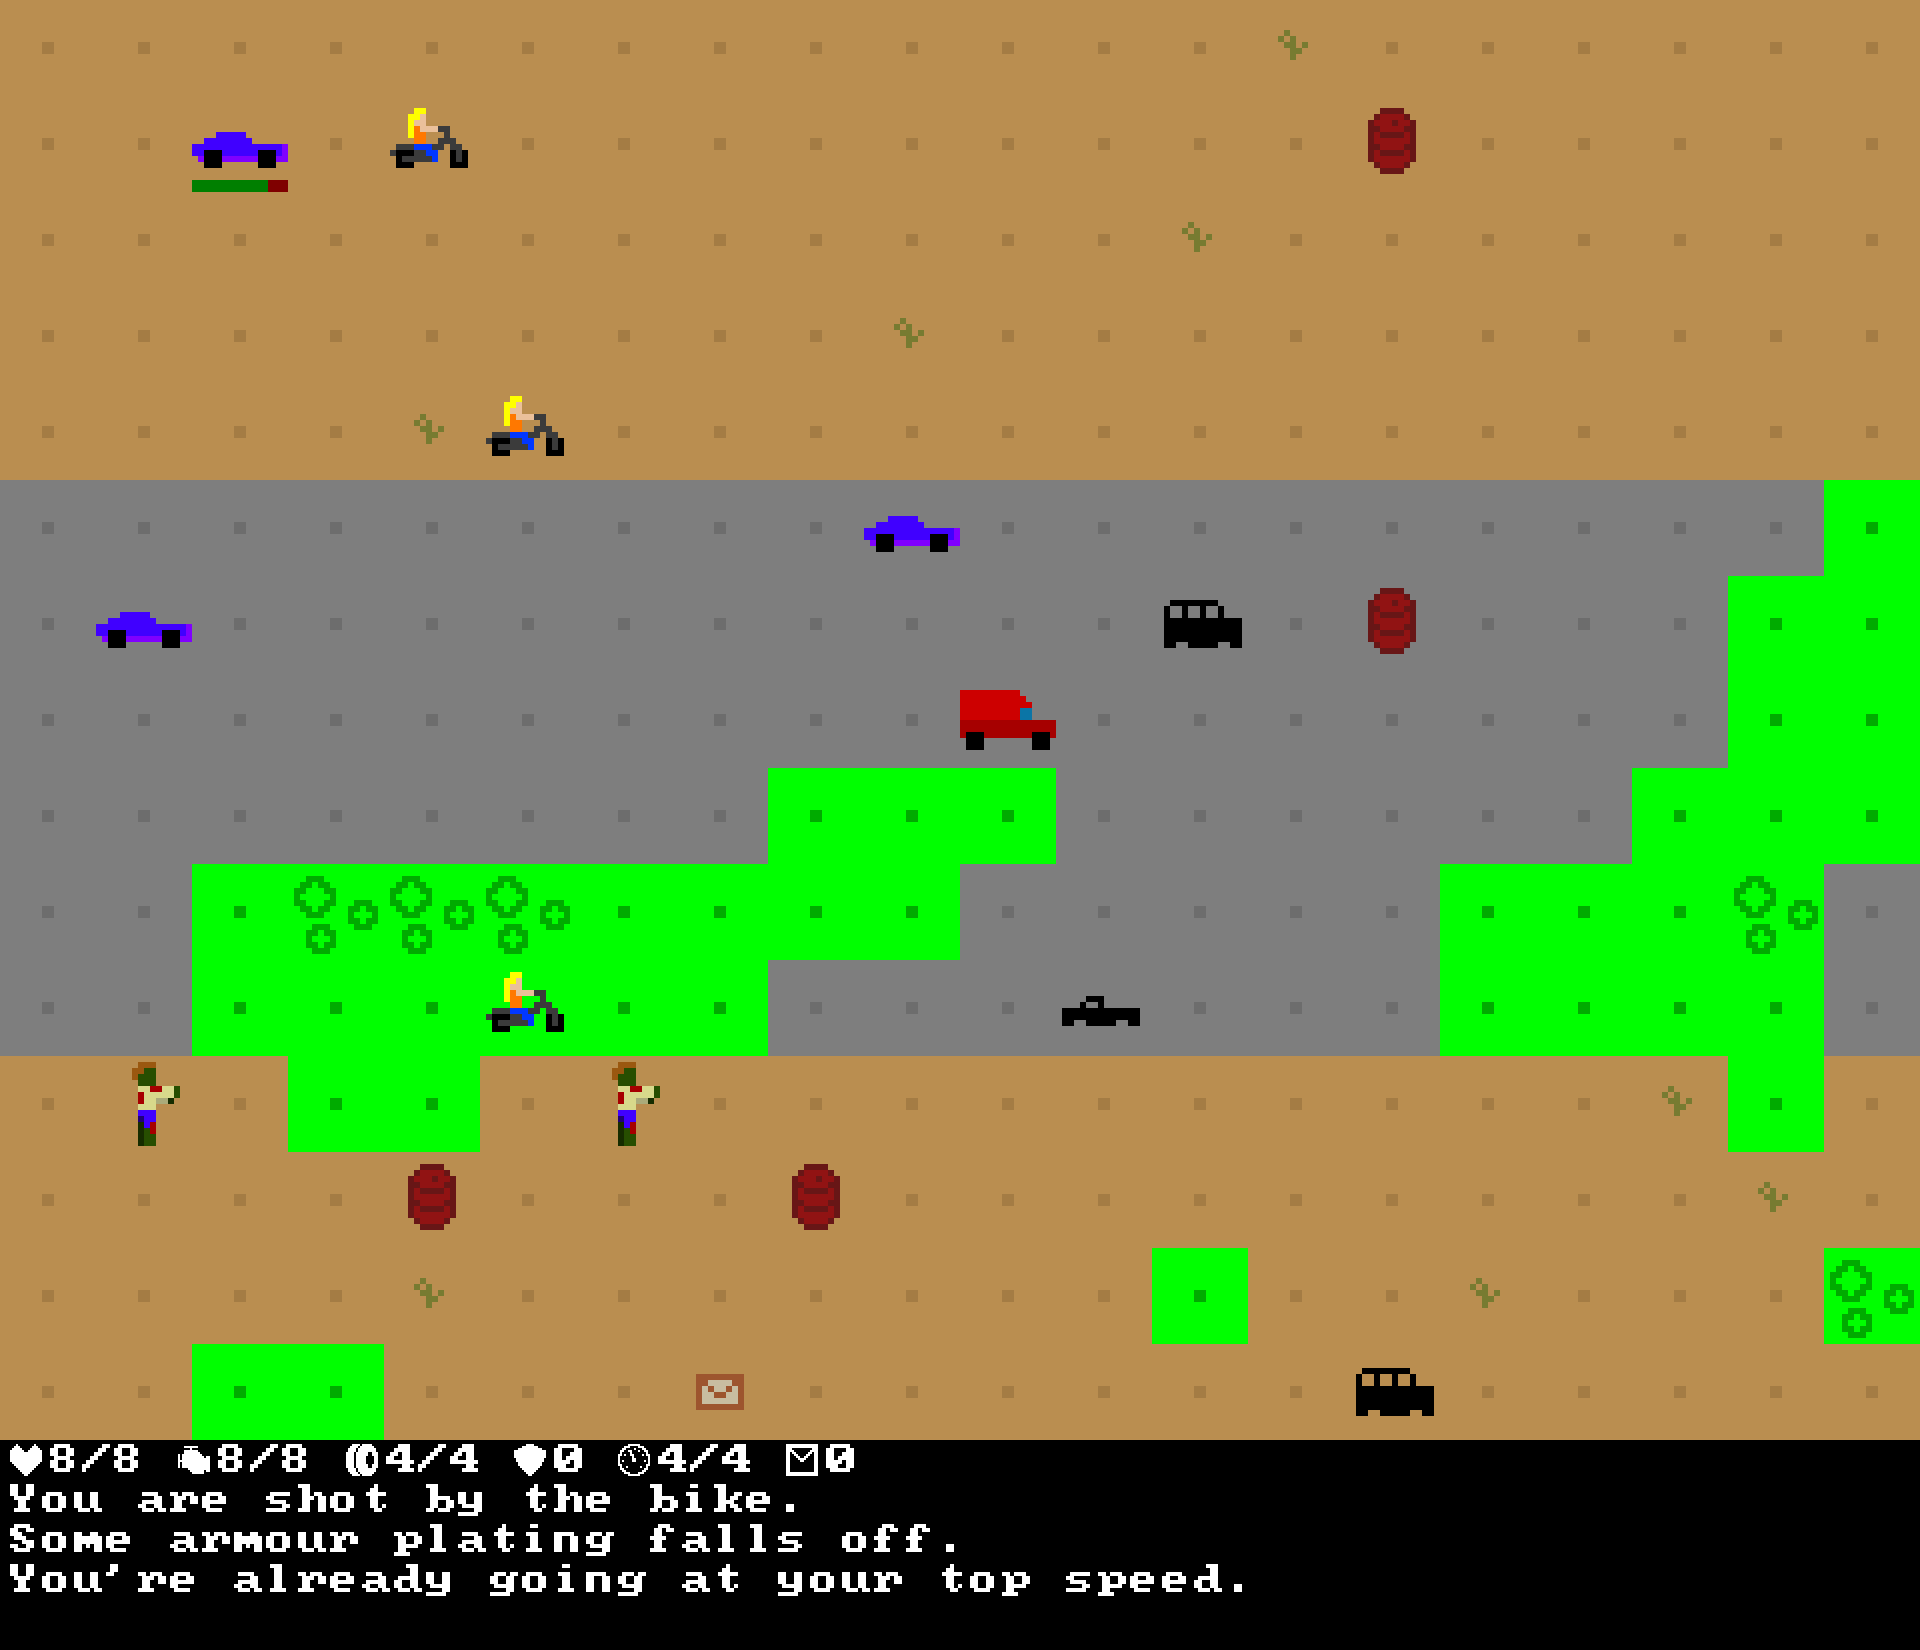 8/8 8/8 4/4 0 4/4 0
You are shot by the bike.
Some armour plating falls off.
You're already going at your top speed.